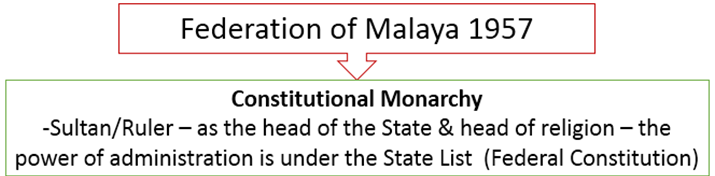 Federation of Malaya 1957
Constitutional Monarchy
-Sultan/Ruler – as the head of the State & head of religion – the
power of administration is under the State List (Federal Constitution)